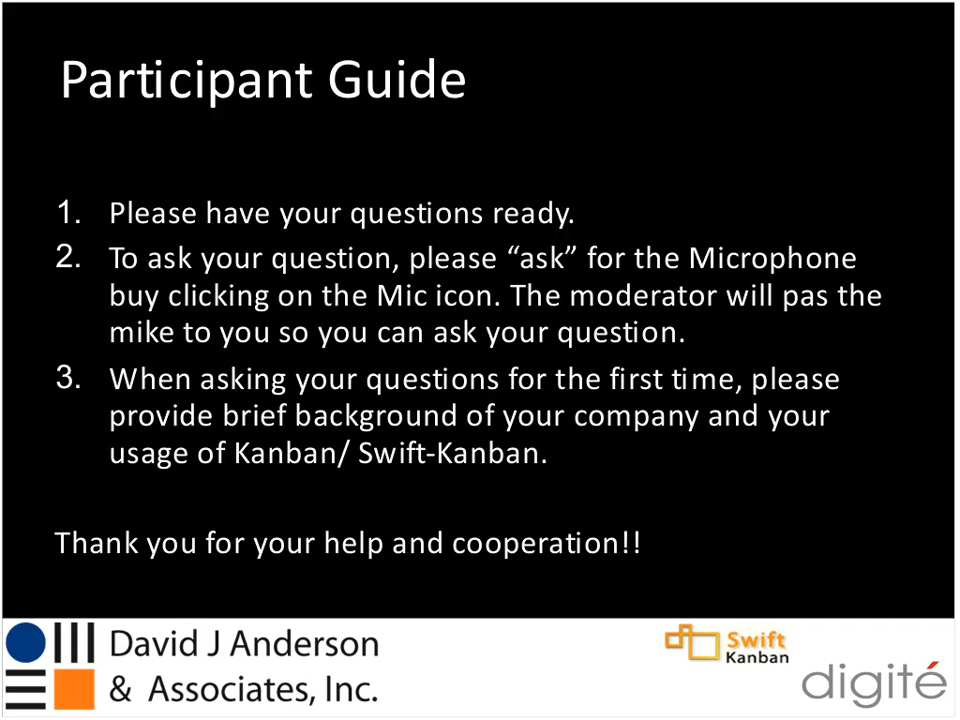 Participant Guide
1. Please have your questions ready.
2. To ask your question, please “ask” for the Microphone
buy clicking on the Mic icon. The moderator will pas the
mike to you so you can ask your question.
3. When asking your questions for the first time, please
provide brief background of your company and your
usage of Kanban/ Swift-Kanban.
Thank you for your help and cooperation!!
David J Anderson
& Associates, Inc.
Swift
Kanban
digité